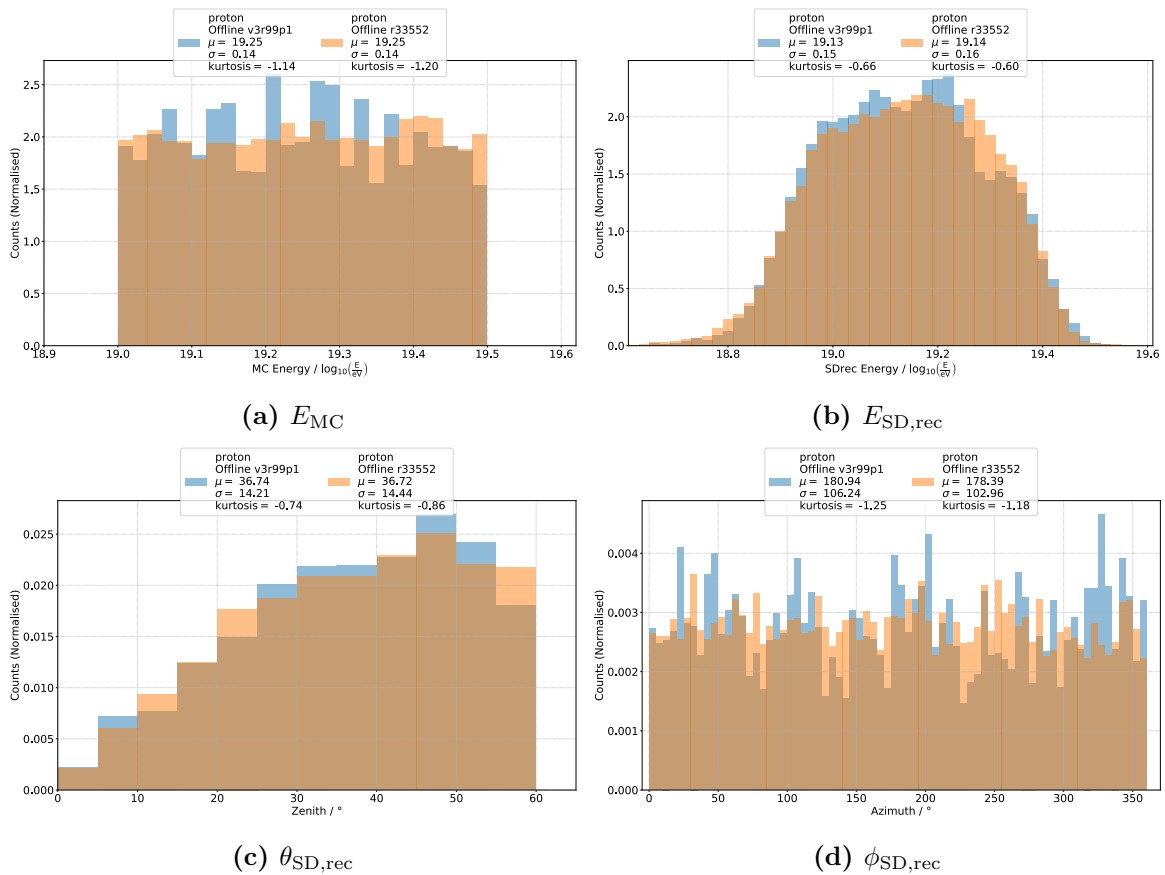 proton proton
Offline v3r99p1 Offline r33552
μ = 19.25 μ = 19.25
σ = 0.14 σ = 0.14
kurtosis = -1.14 kurtosis = -1.20
2.5
2.0
1.5
1.0
0.5
0.0
Counts (Normalised)
18.9 19.0 19.1 19.2 19.3 19.4 19.5 19.6
MC Energy / log₁₀(E/eV)
(a) E_MC
proton proton
Offline v3r99p1 Offline r33552
μ = 19.13 μ = 19.14
σ = 0.15 σ = 0.16
kurtosis = -0.66 kurtosis = -0.60
2.0
1.5
1.0
0.5
0.0
Counts (Normalised)
18.8 19.0 19.2 19.4 19.6
SDrec Energy / log₁₀(E/eV)
(b) E_SD,rec
proton proton
Offline v3r99p1 Offline r33552
μ = 36.74 μ = 36.72
σ = 14.21 σ = 14.44
kurtosis = -0.74 kurtosis = -0.86
0.025
0.020
0.015
0.010
0.005
0.000
Counts (Normalised)
0 10 20 30 40 50 60
Zenith / °
(c) θ_SD,rec
proton proton
Offline v3r99p1 Offline r33552
μ = 180.94 μ = 178.39
σ = 106.24 σ = 102.96
kurtosis = -1.25 kurtosis = -1.18
0.004
0.003
0.002
0.001
0.000
Counts (Normalised)
0 50 100 150 200 250 300 350
Azimuth / °
(d) ϕ_SD,rec